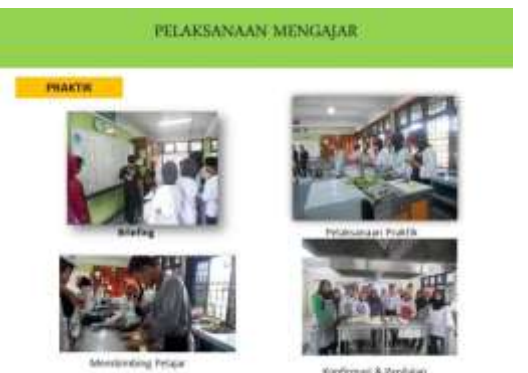 PELAKSANAAN MENGAJAR
PRAKTIK
Briefing
Pelaksanaan Praktik
Membimbing Pelajar
Konfirmasi & Penilaian